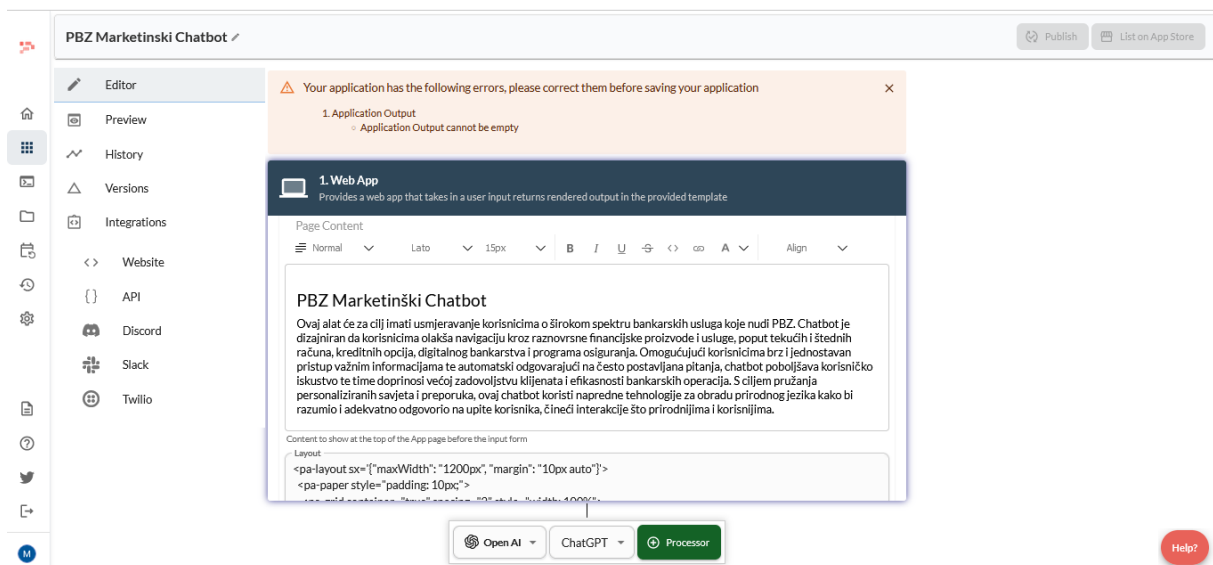 PBZ Marketinski Chatbot
Publish
List on App Store
Editor
Preview
History
Versions
Integrations
Website
API
Discord
Slack
Twilio
Your application has the following errors, please correct them before saving your application
1. Application Output
Application Output cannot be empty
1. Web App
Provides a web app that takes in a user input returns rendered output in the provided template
Page Content
Normal Lato 15px B I U S <> A Align
PBZ Marketinški Chatbot
Ovaj alat će za cilj imati usmjeravanje korisnicima o širokom spektru bankarskih usluga koje nudi PBZ. Chatbot je
dizajniran da korisnicima olakša navigaciju kroz raznovrsne financijske proizvode i usluge, poput tekućih i štednih
računa, kreditnih opcija, digitalnog bankarstva i programa osiguranja. Omogućujući korisnicima brz i jednostavan
pristup važnim informacijama te automatski odgovarajući na često postavljana pitanja, chatbot poboljšava korisničko
iskustvo te time doprinosi većoj zadovoljstvu klijenata i efikasnosti bankarskih operacija. S ciljem pružanja
personaliziranih savjeta i preporuka, ovaj chatbot koristi napredne tehnologije za obradu prirodnog jezika kako bi
razumio i adekvatno odgovorio na upite korisnika, čineći interakcije što prirodnijima i korisnijima.
Content to show at the top of the App page before the input form
Layout
<pa-layout sx='{"maxWidth": "1200px", "margin": "10px auto"}'>
<pa-paper style="padding: 10px;">
<pa-grid container="true" spacing="2" style="width: 100%">
Open AI
ChatGPT
Processor
M
Help?